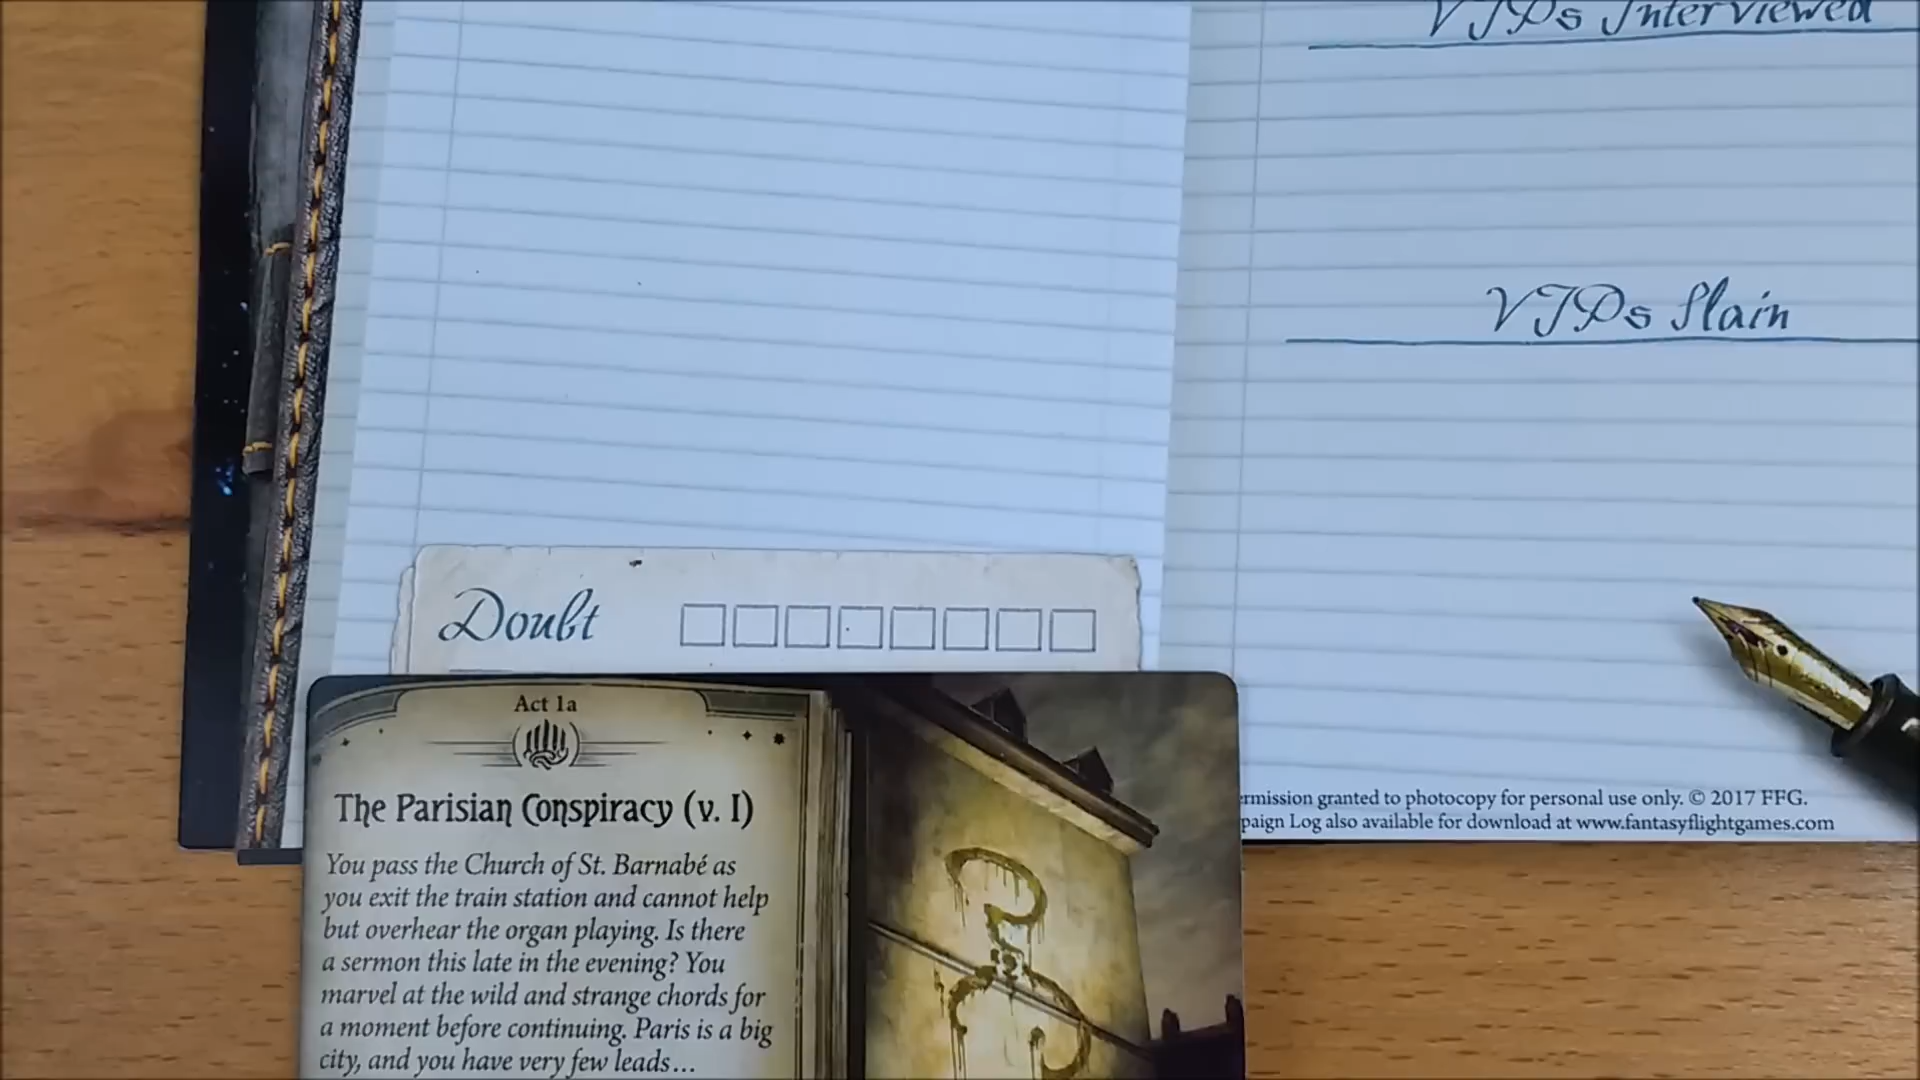 VIPs Interviewed
VIPs Slain
Doubt
Act 1a
The Parisian Conspiracy (v. I)
You pass the Church of St. Barnabé as
you exit the train station and cannot help
but overhear the organ playing. Is there
a sermon this late in the evening? You
marvel at the wild and strange chords for
a moment before continuing. Paris is a big
city, and you have very few leads…
rmission granted to photocopy for personal use only. © 2017 FFG.
paign Log also available for download at www.fantasyflightgames.com